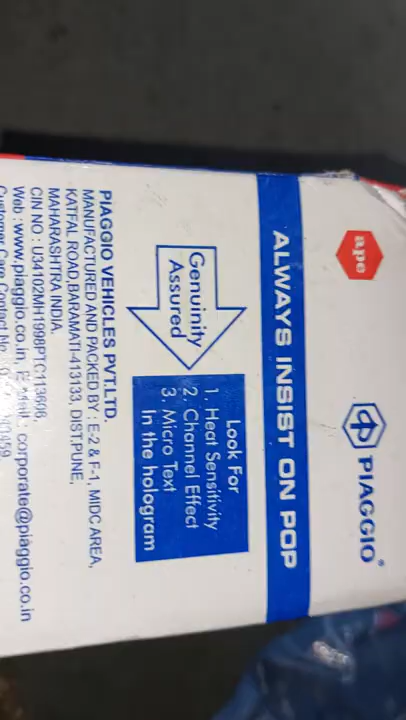 ape
PIAGGIO®
ALWAYS INSIST ON POP
Genuinity
Assured
Look For
1. Heat Sensitivity
2. Channel Effect
3. Micro Text
In the hologram
PIAGGIO VEHICLES PVT.LTD.
MANUFACTURED AND PACKED BY : E-2 & F-1, MIDC AREA,
KATFAL ROAD,BARAMATI-413133, DIST.PUNE,
MAHARASHTRA INDIA.
CIN NO : U34102MH1998PTC113606,
Web : www.piaggio.co.in, E-Mail : corporate@piaggio.co.in
Customer Care Contact No.